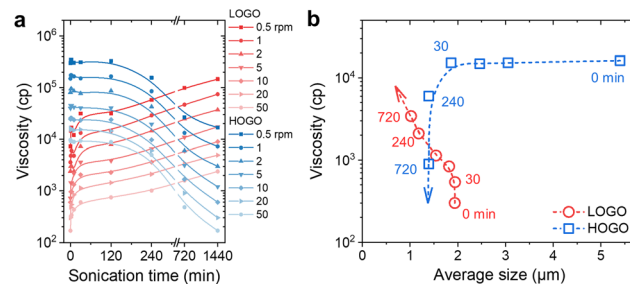 a
Viscosity (cp)
10^6
10^5
10^4
10^3
10^2
0
120
240
720
1440
Sonication time (min)
LOGO
0.5 rpm
1
2
5
10
20
50
HOGO
0.5 rpm
1
2
5
10
20
50
b
Viscosity (cp)
10^4
10^3
10^2
30
0 min
240
720
720
240
30
0 min
LOGO
HOGO
0
1
2
3
4
5
Average size (μm)